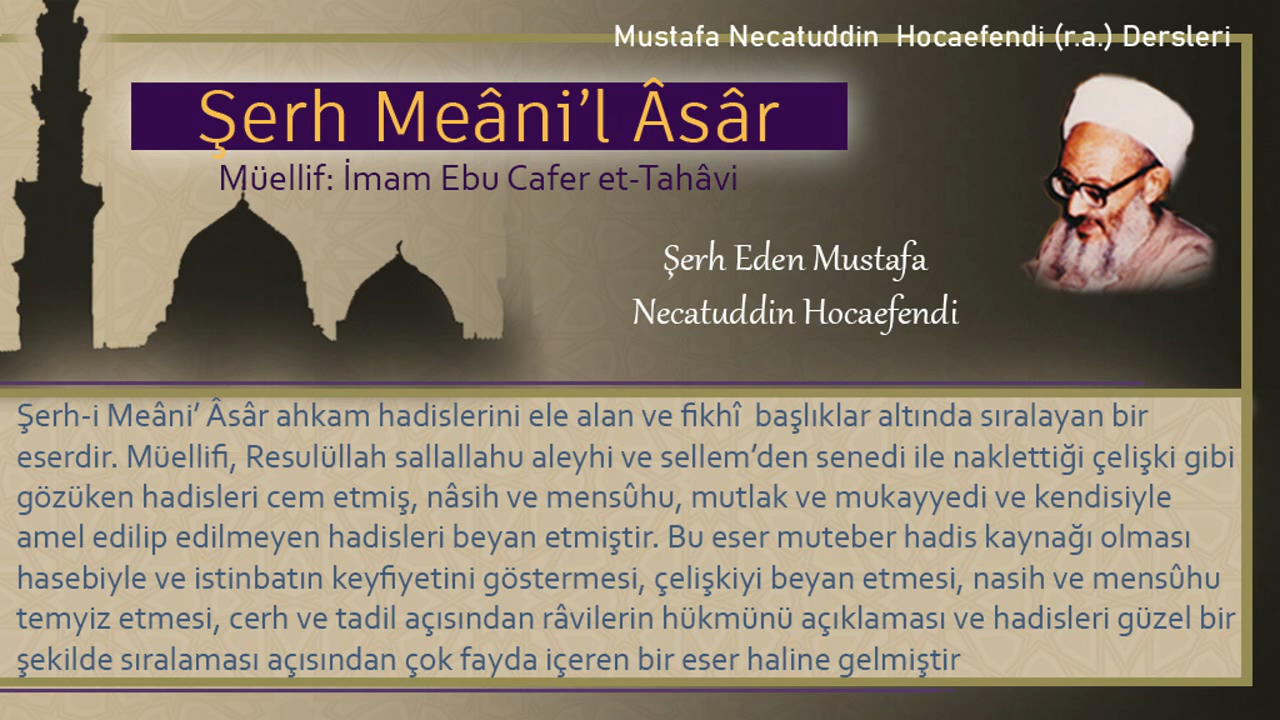 Mustafa Necatuddin Hocaefendi (r.a.) Dersleri
Şerh Meâni’l Âsâr
Müellif: İmam Ebu Cafer et-Tahâvi
Şerh Eden Mustafa
Necatuddin Hocaefendi
Şerh-i Meâni’ Âsâr ahkam hadislerini ele alan ve fikhî başlıklar altında sıralayan bir
eserdir. Müellifi, Resulüllah sallallahu aleyhi ve sellem’den senedi ile naklettiği çelişki gibi
gözüken hadisleri cem etmiş, nâsih ve mensûhu, mutlak ve mukayyedi ve kendisiyle
amel edilip edilmeyen hadisleri beyan etmiştir. Bu eser muteber hadis kaynağı olması
hasebiyle ve istinbatın keyfiyetini göstermesi, çelişkiyi beyan etmesi, nasih ve mensûhu
temyiz etmesi, cerh ve tadil açısından râvilerin hükmünü açıklaması ve hadisleri güzel bir
şekilde sıralaması açısından çok fayda içeren bir eser haline gelmiştir